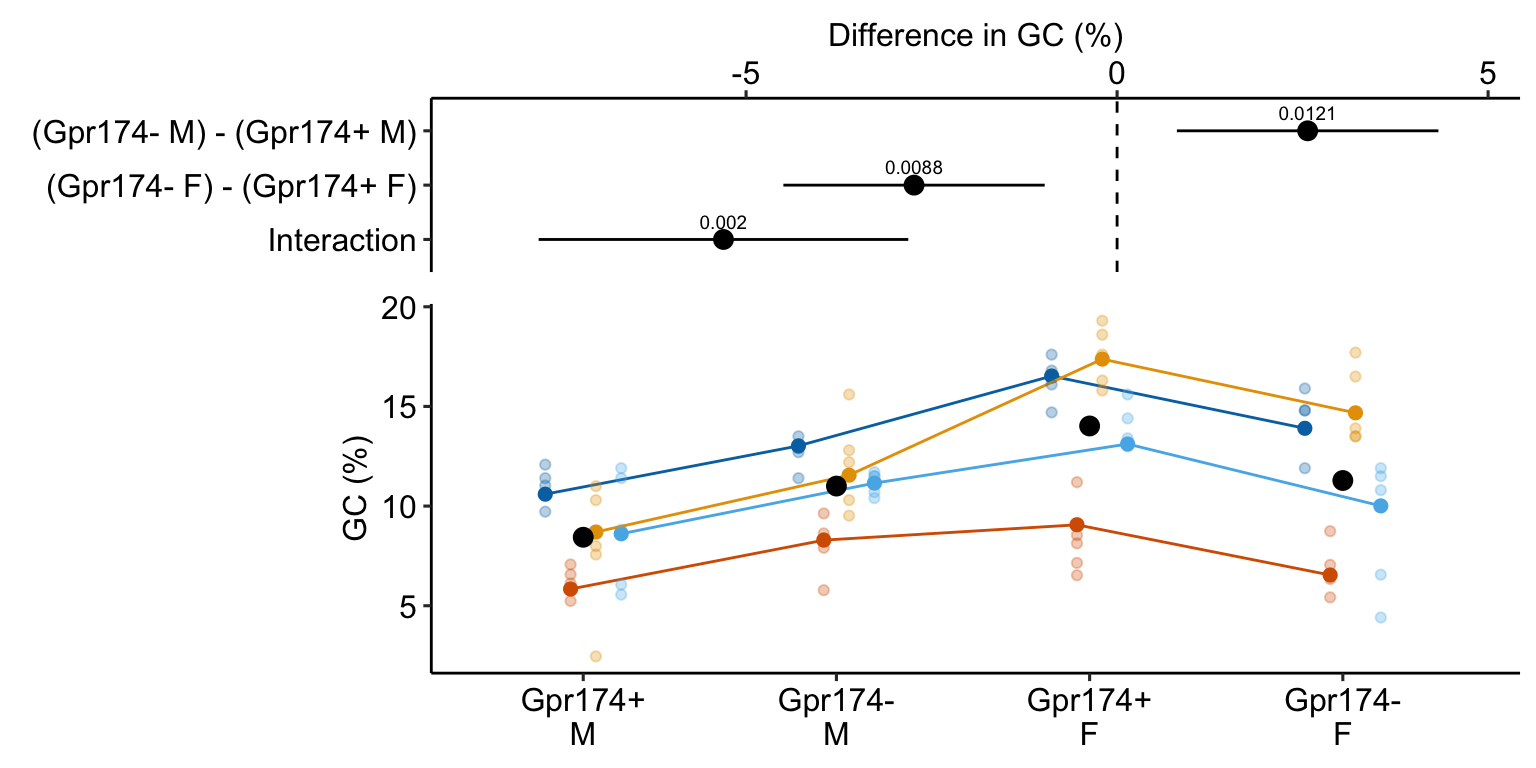 Difference in GC (%)
-5 0 5
(Gpr174- M) - (Gpr174+ M)
0.0121
(Gpr174- F) - (Gpr174+ F)
0.0088
Interaction
0.002
GC (%)
20
15
10
5
Gpr174+ Gpr174- Gpr174+ Gpr174-
M M F F